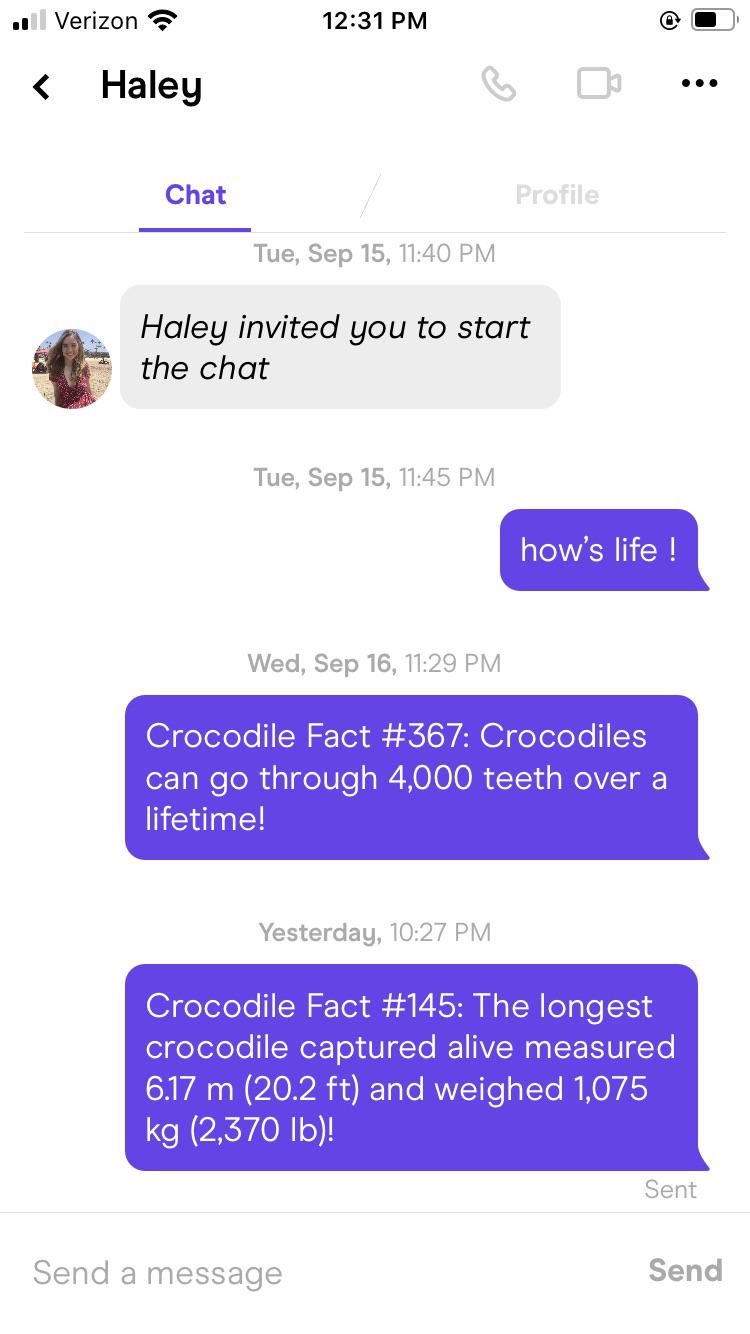 Verizon 12:31 PM
Haley
Chat Profile
Tue, Sep 15, 11:40 PM
Haley invited you to start
the chat
Tue, Sep 15, 11:45 PM
how's life !
Wed, Sep 16, 11:29 PM
Crocodile Fact #367: Crocodiles
can go through 4,000 teeth over a
lifetime!
Yesterday, 10:27 PM
Crocodile Fact #145: The longest
crocodile captured alive measured
6.17 m (20.2 ft) and weighed 1,075
kg (2,370 lb)!
Sent
Send a message Send